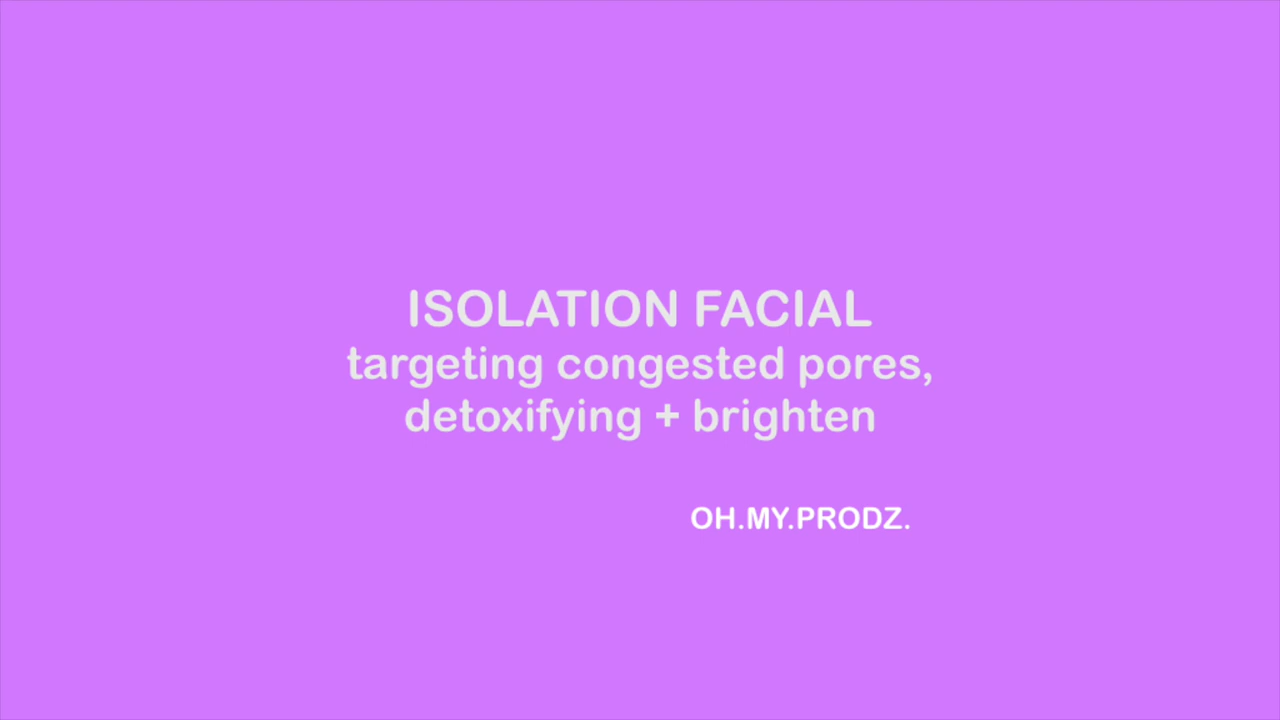 ISOLATION FACIAL
targeting congested pores,
detoxifying + brighten
OH.MY.PRODZ.